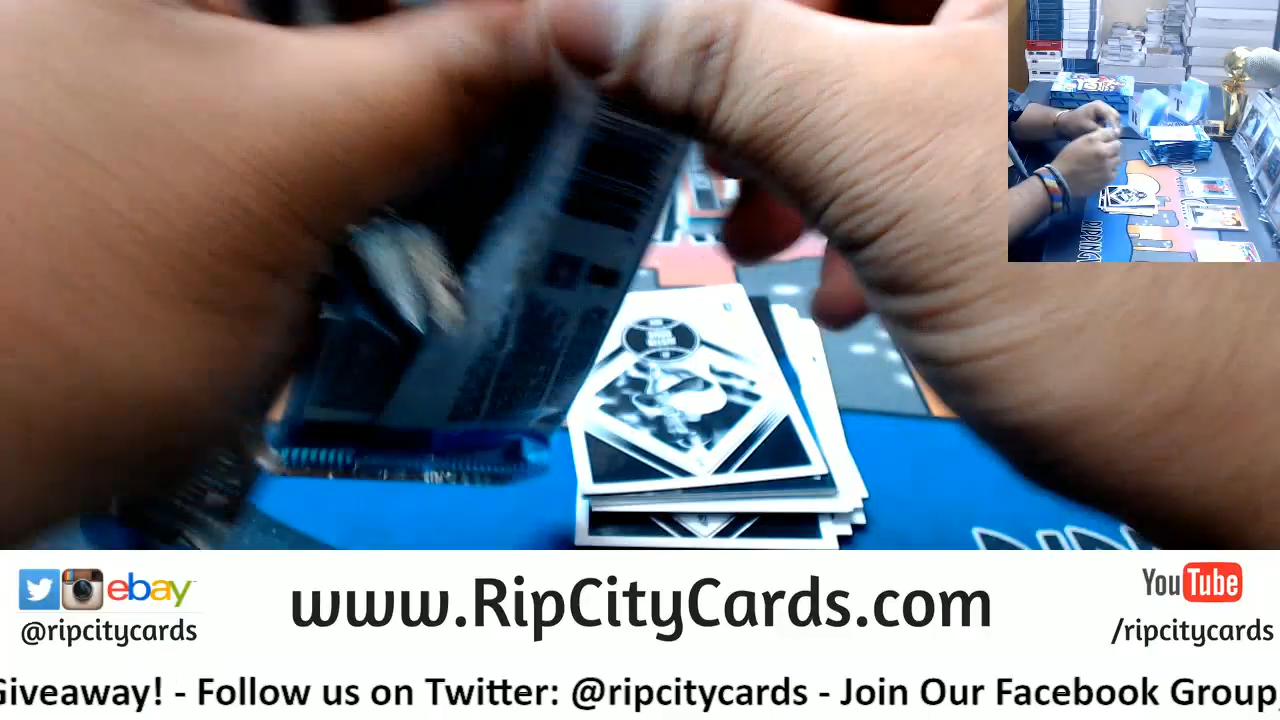 ebay
@ripcitycards
www.RipCityCards.com
YouTube
/ripcitycards
Giveaway! - Follow us on Twitter: @ripcitycards - Join Our Facebook Group